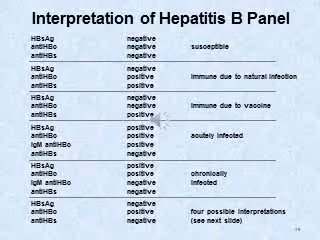 Interpretation of Hepatitis B Panel
HBsAg negative
antiHBc negative susceptible
antiHBs negative
HBsAg negative
antiHBc positive immune due to natural infection
antiHBs positive
HBsAg negative
antiHBc negative immune due to vaccine
antiHBs positive
HBsAg positive
antiHBc positive acutely infected
IgM antiHBc positive
antiHBs negative
HBsAg positive
antiHBc positive chronically
IgM antiHBc negative infected
antiHBs negative
HBsAg negative
antiHBc positive four possible interpretations
antiHBs negative (see next slide)